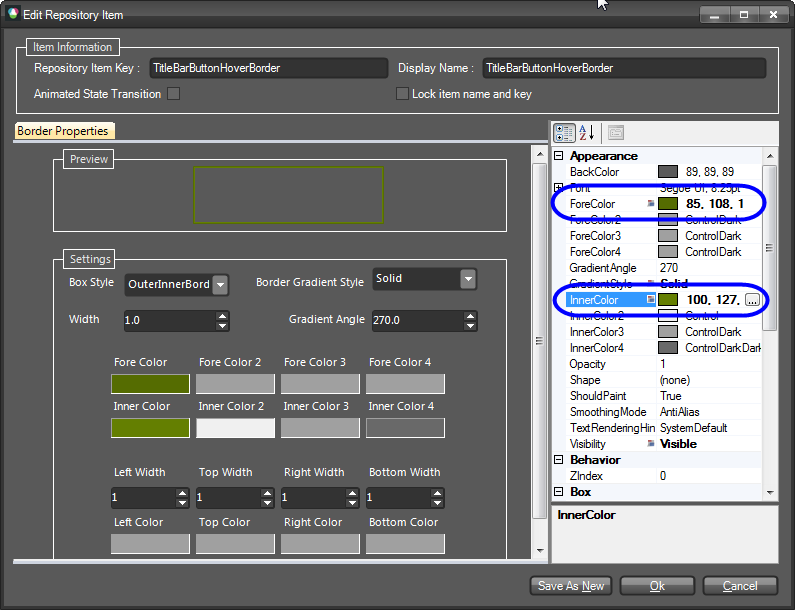 Edit Repository Item
Item Information
Repository Item Key : TitleBarButtonHoverBorder Display Name : TitleBarButtonHoverBorder
Animated State Transition Lock item name and key
Border Properties
Preview
Settings
Box Style OuterInnerBord Border Gradient Style Solid
Width 1.0 Gradient Angle 270.0
Fore Color Fore Color 2 Fore Color 3 Fore Color 4
Inner Color Inner Color 2 Inner Color 3 Inner Color 4
Left Width Top Width Right Width Bottom Width
1 1 1 1
Left Color Top Color Right Color Bottom Color
Appearance
BackColor 89, 89, 89
Font Segoe UI, 8.25pt
ForeColor 85, 108, 1
ForeColor2 ControlDark
ForeColor3 ControlDark
ForeColor4 ControlDark
GradientAngle 270
GradientStyle Solid
InnerColor 100, 127, ...
InnerColor2 Control
InnerColor3 ControlDark
InnerColor4 ControlDarkDark
Opacity 1
Shape (none)
ShouldPaint True
SmoothingMode AntiAlias
TextRenderingHin SystemDefault
Visibility Visible
Behavior
ZIndex 0
Box
InnerColor
Save As New Ok Cancel